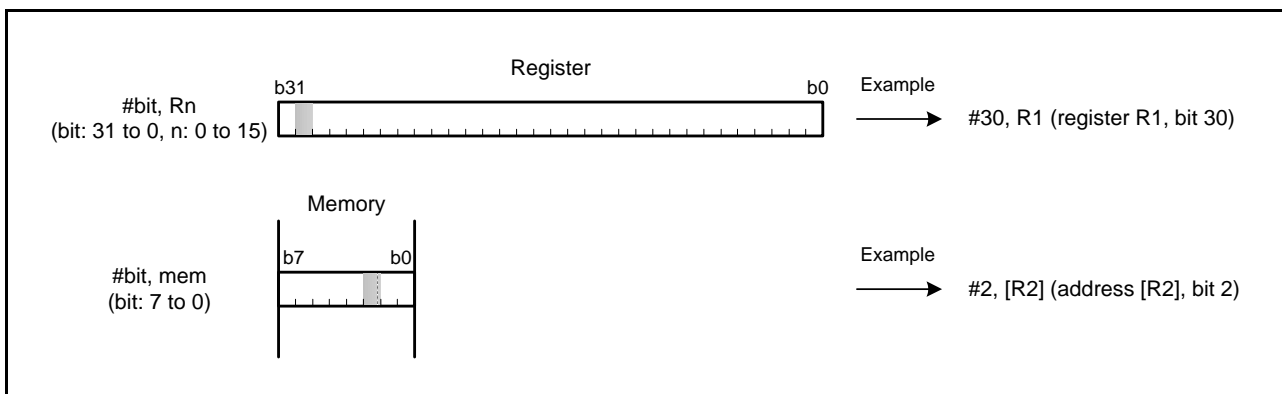 Register
b31 b0
#bit, Rn
(bit: 31 to 0, n: 0 to 15)
Example
#30, R1 (register R1, bit 30)
Memory
b7 b0
#bit, mem
(bit: 7 to 0)
Example
#2, [R2] (address [R2], bit 2)